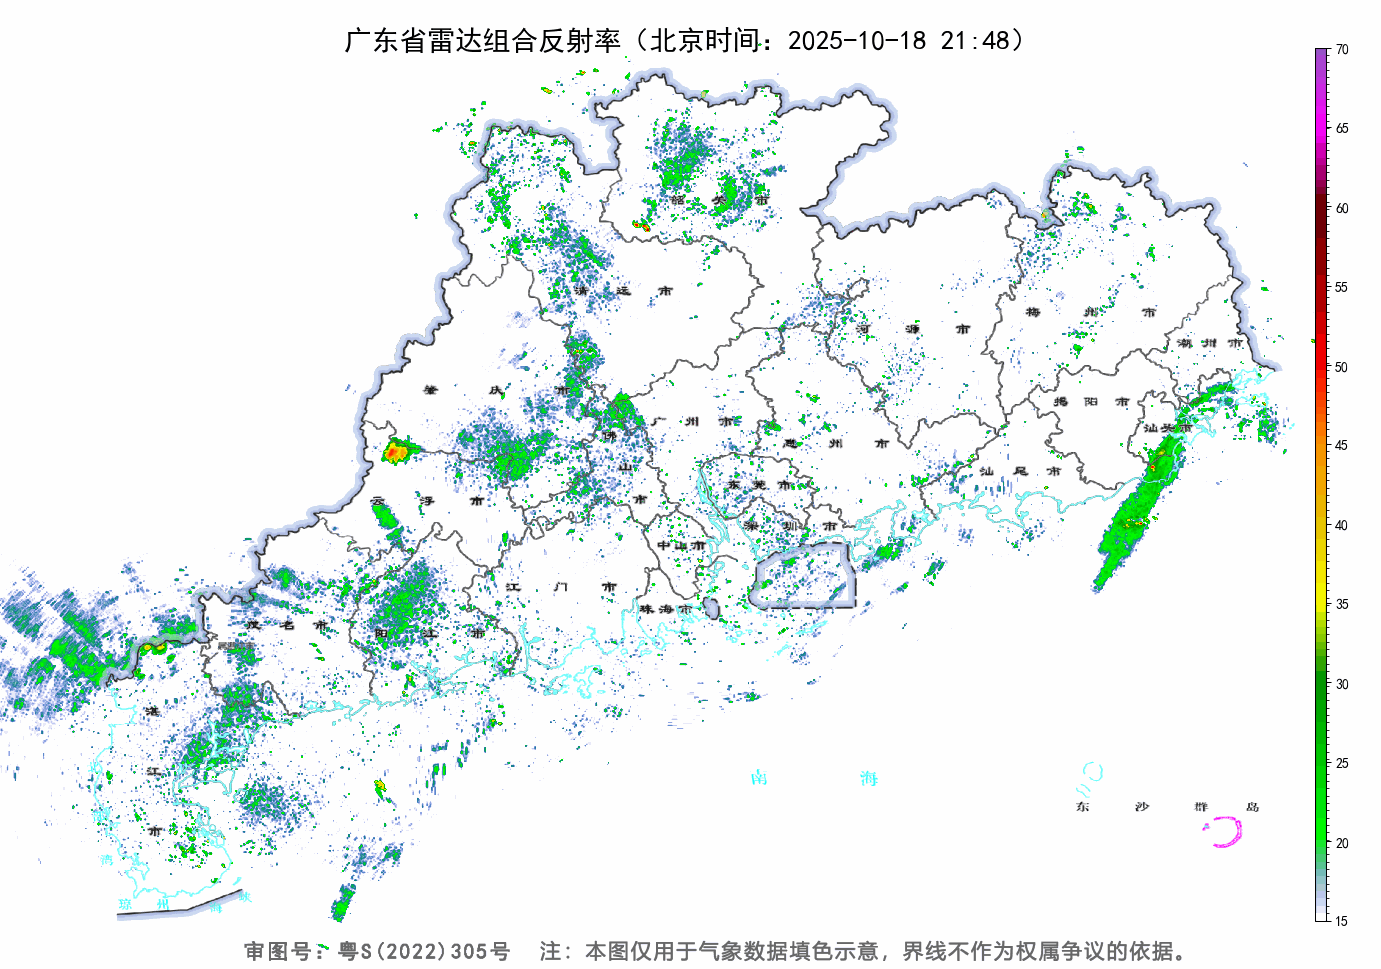 广东省雷达组合反射率（北京时间：2025-10-18 21:48）
70
65
60
55
50
45
40
35
30
25
20
15
韶关市
清远市
河源市
梅州市
潮州市
肇庆市
揭阳市
汕头市
广州市
佛山市
惠州市
汕尾市
东莞市
云浮市
深圳市
中山市
江门市
珠海市
茂名市
阳江市
湛江市
南海
东沙群岛
湾
琼州海峡
审图号：粤S(2022)305号 注：本图仅用于气象数据填色示意，界线不作为权属争议的依据。